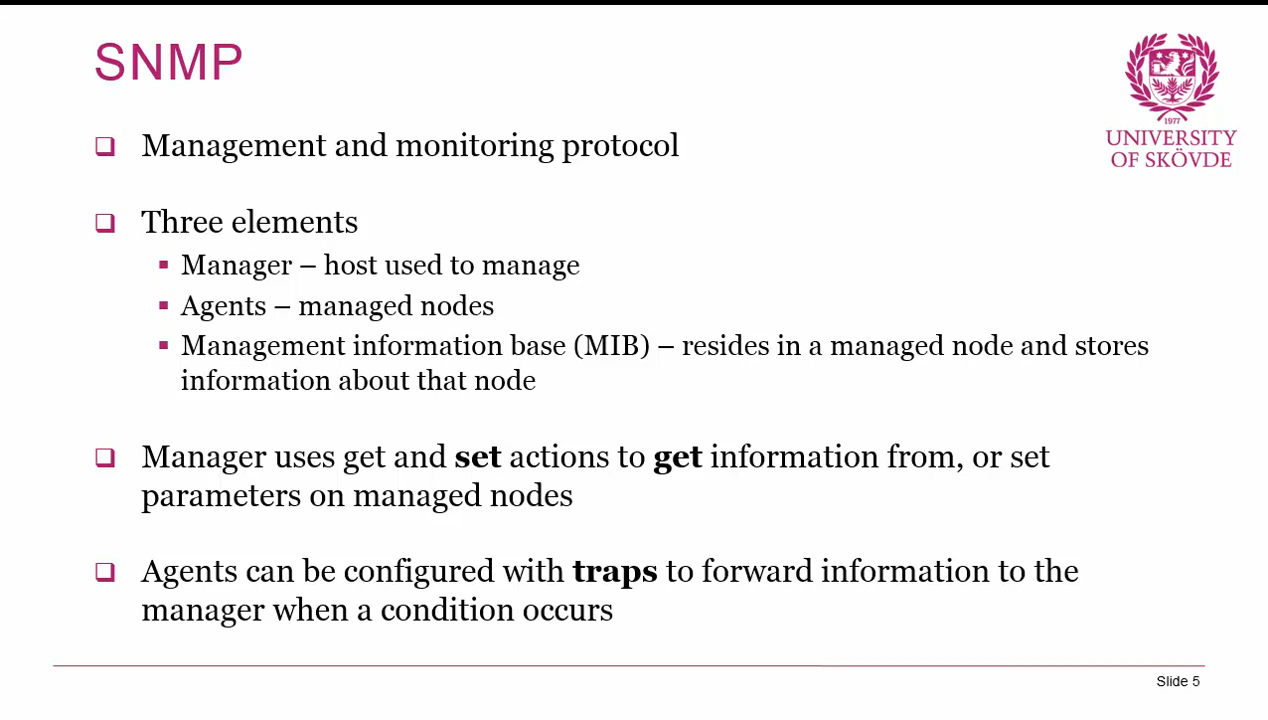 SNMP
1977
UNIVERSITY
OF SKÖVDE
Management and monitoring protocol
Three elements
Manager – host used to manage
Agents – managed nodes
Management information base (MIB) – resides in a managed node and stores
information about that node
Manager uses get and set actions to get information from, or set
parameters on managed nodes
Agents can be configured with traps to forward information to the
manager when a condition occurs
Slide 5